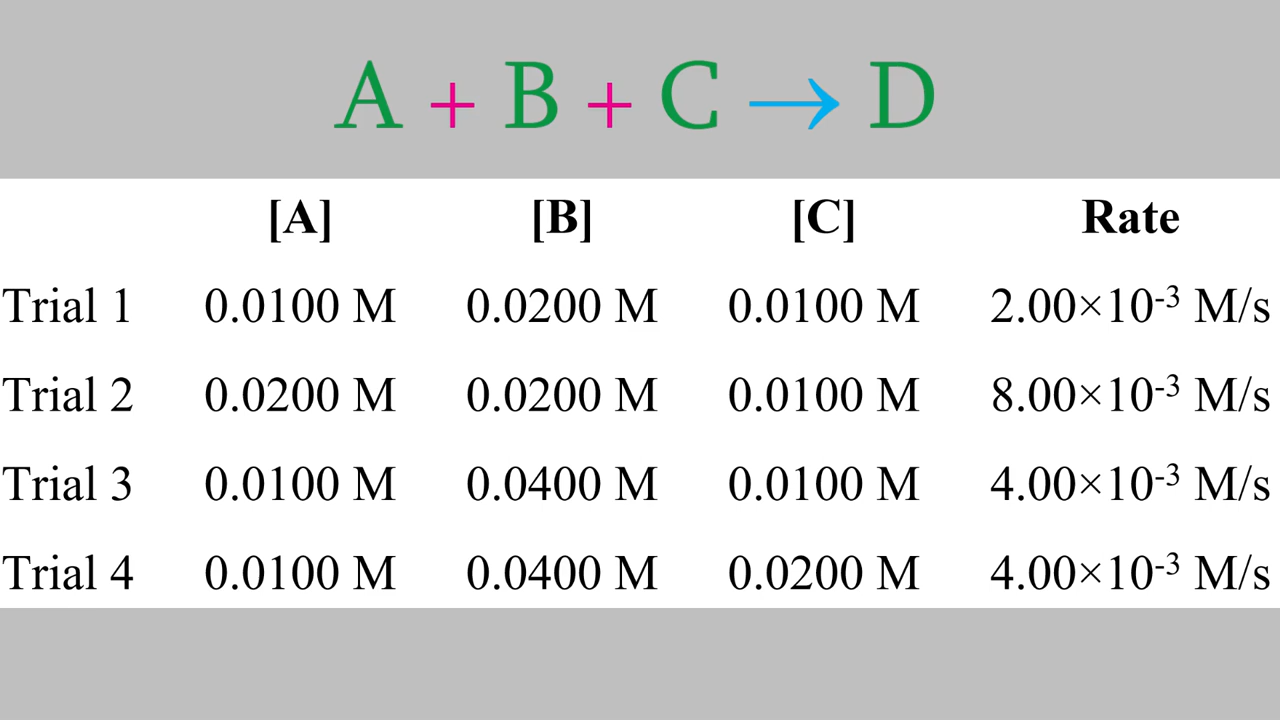 A + B + C → D
[A] [B] [C] Rate
Trial 1 0.0100 M 0.0200 M 0.0100 M 2.00×10⁻³ M/s
Trial 2 0.0200 M 0.0200 M 0.0100 M 8.00×10⁻³ M/s
Trial 3 0.0100 M 0.0400 M 0.0100 M 4.00×10⁻³ M/s
Trial 4 0.0100 M 0.0400 M 0.0200 M 4.00×10⁻³ M/s